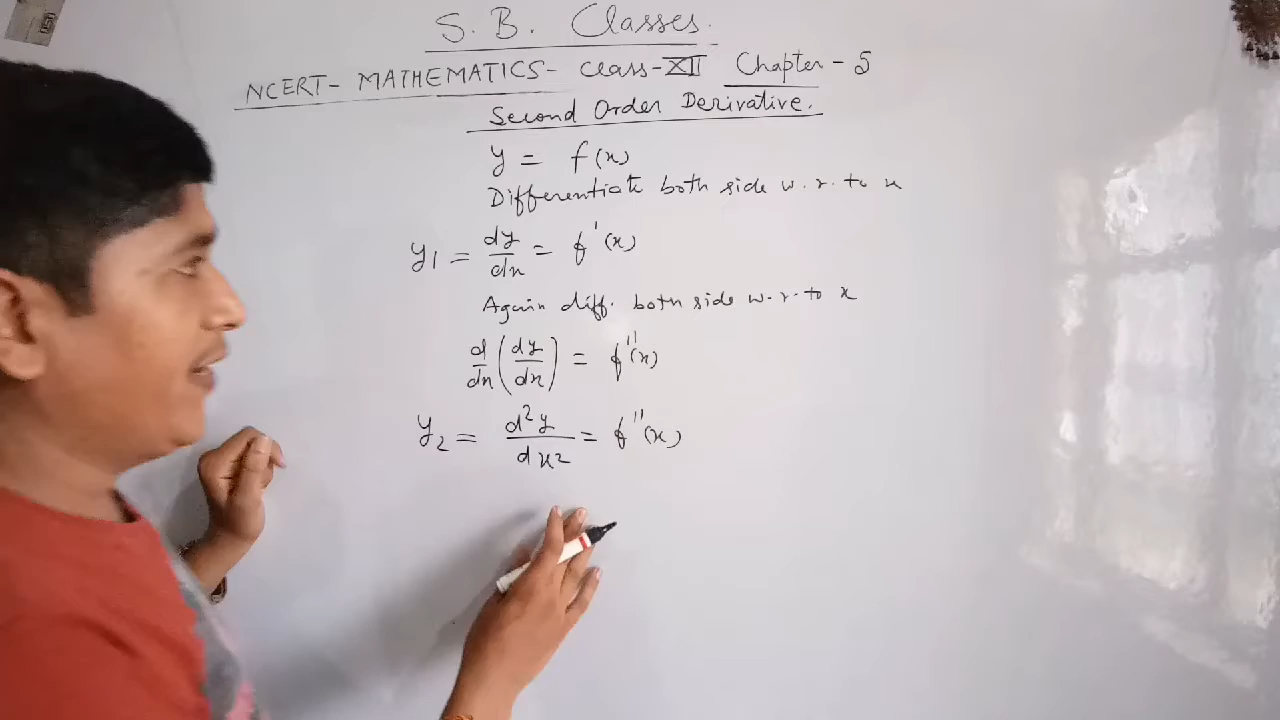 S. B. Classes.
NCERT- MATHEMATICS- Class-XII Chapter - 5
Second Order Derivative.
y = f(x)
Differentiate both side w.r.to x
y₁ = dy/dx = f'(x)
Again diff. both side w.r.to x
d/dx (dy/dx) = f''(x)
y₂ = d²y/dx² = f''(x)